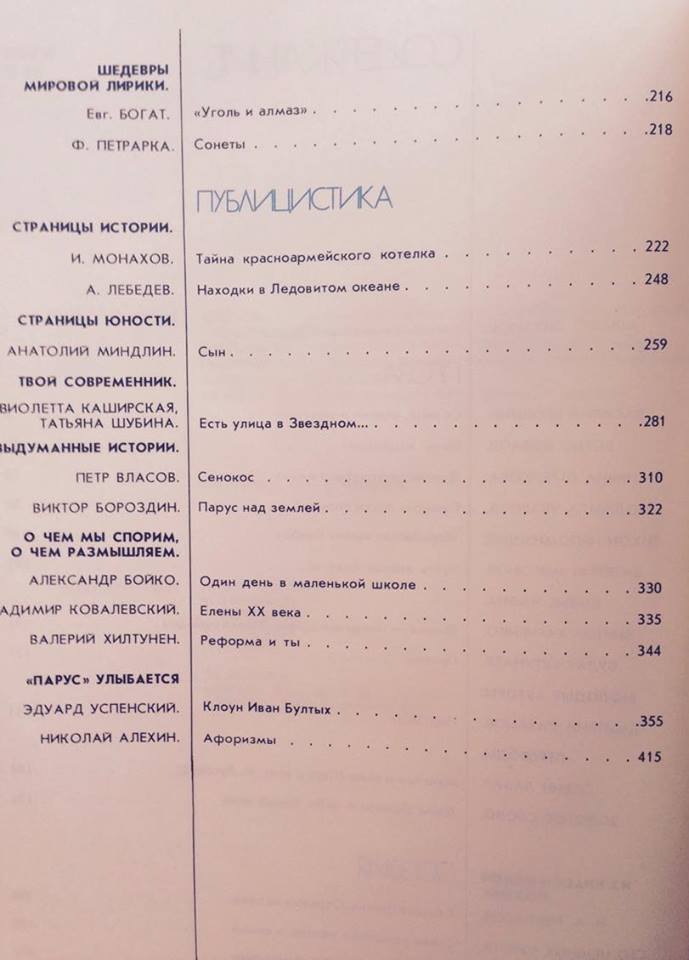 ШЕДЕВРЫ
МИРОВОЙ ЛИРИКИ.
Евг. БОГАТ. «Уголь и алмаз» . . . . . . . . . . . .216
Ф. ПЕТРАРКА. Сонеты . . . . . . . . . . . . . .218
ПУБЛИЦИСТИКА
СТРАНИЦЫ ИСТОРИИ.
И. МОНАХОВ. Тайна красноармейского котелка . . . . . . . 222
А. ЛЕБЕДЕВ. Находки в Ледовитом океане . . . . . . . . . 248
СТРАНИЦЫ ЮНОСТИ.
АНАТОЛИЙ МИНДЛИН. Сын . . . . . . . . . . . . . . . 259
ТВОЙ СОВРЕМЕННИК.
ВИОЛЕТТА КАШИРСКАЯ,
ТАТЬЯНА ШУБИНА. Есть улица в Звездном... . . . . . . . . . .281
ВЫДУМАННЫЕ ИСТОРИИ.
ПЕТР ВЛАСОВ. Сенокос . . . . . . . . . . . . . . 310
ВИКТОР БОРОЗДИН. Парус над землей . . . . . . . . . . . . 322
О ЧЕМ МЫ СПОРИМ,
О ЧЕМ РАЗМЫШЛЯЕМ.
АЛЕКСАНДР БОЙКО. Один день в маленькой школе . . . . . . . . 330
АДИМИР КОВАЛЕВСКИЙ. Елены XX века . . . . . . . . . . . . 335
ВАЛЕРИЙ ХИЛТУНЕН. Реформа и ты . . . . . . . . . . . . 344
«ПАРУС» УЛЫБАЕТСЯ
ЭДУАРД УСПЕНСКИЙ. Клоун Иван Бултых . . . . . . . . . . .355
НИКОЛАЙ АЛЕХИН. Афоризмы . . . . . . . . . . . . . 415